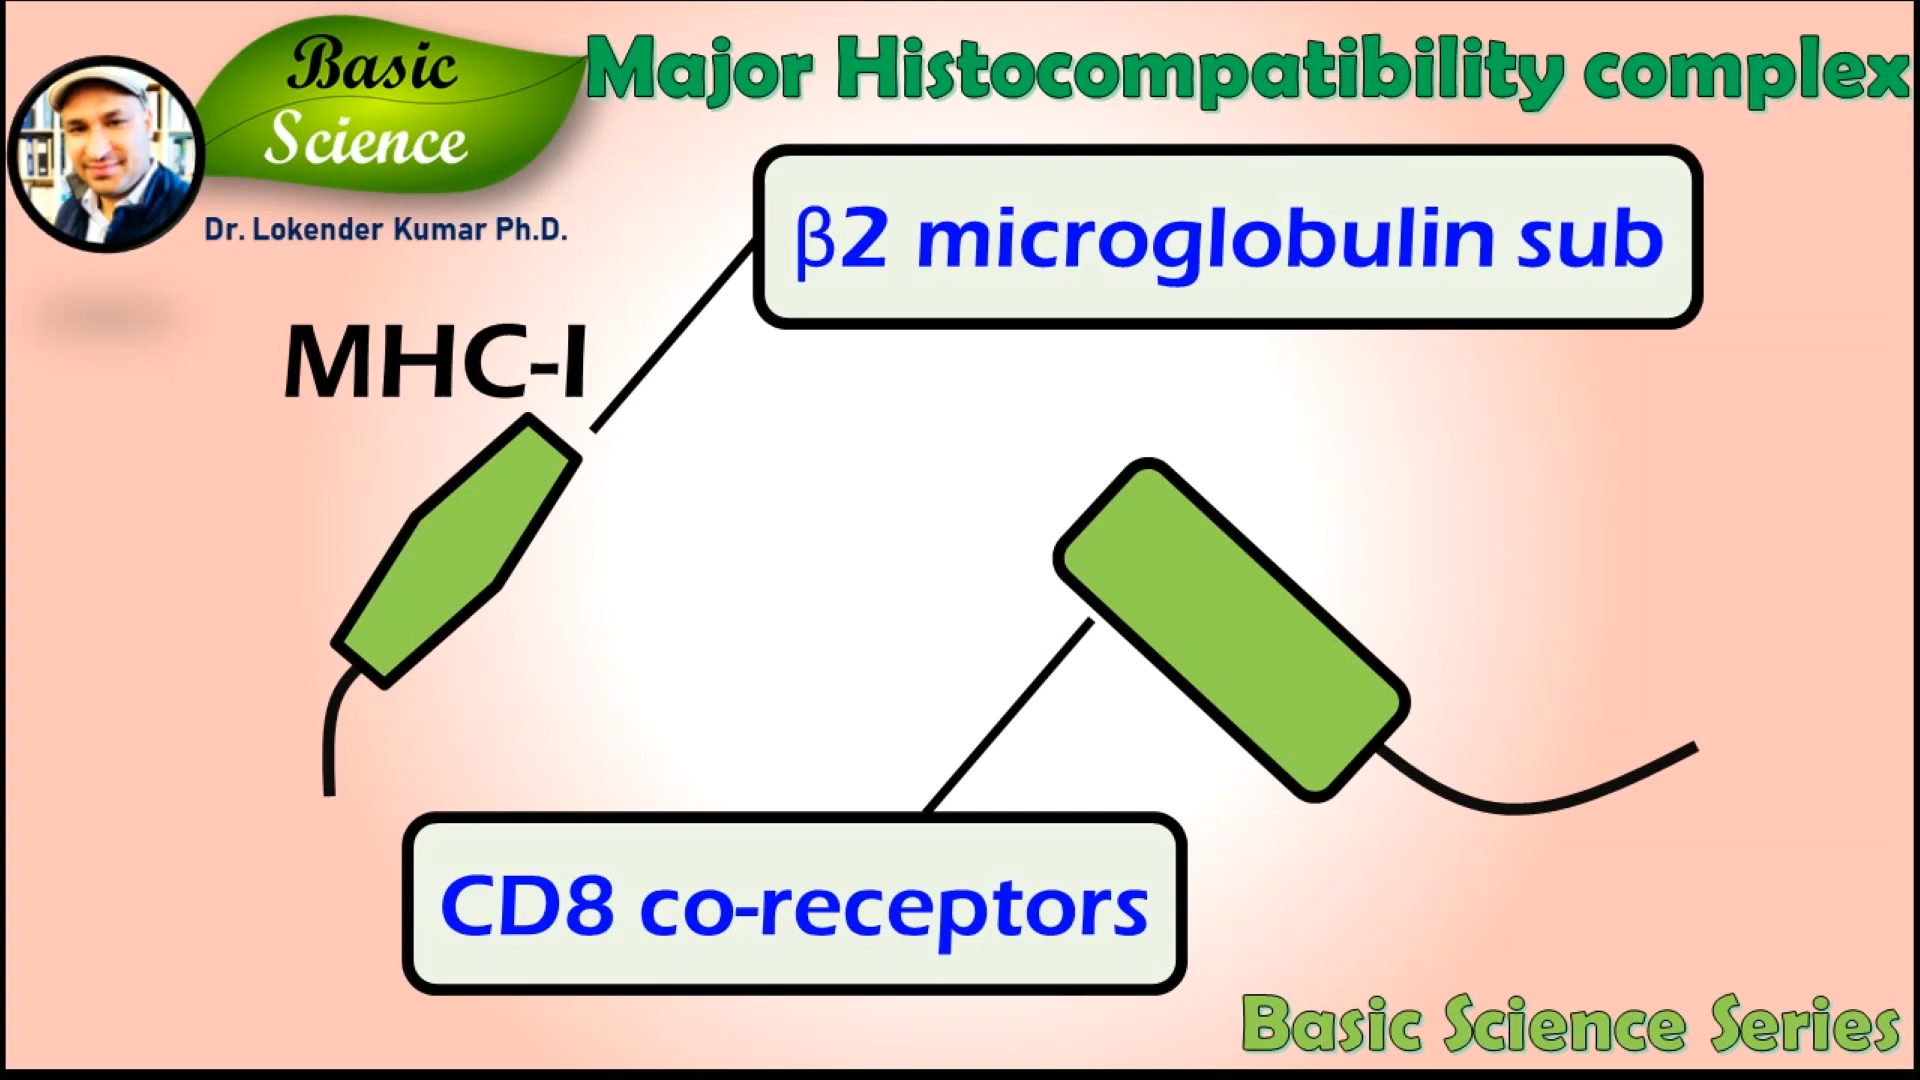 Basic
Science
Major Histocompatibility complex
Dr. Lokender Kumar Ph.D.
β2 microglobulin sub
MHC-I
CD8 co-receptors
Basic Science Series